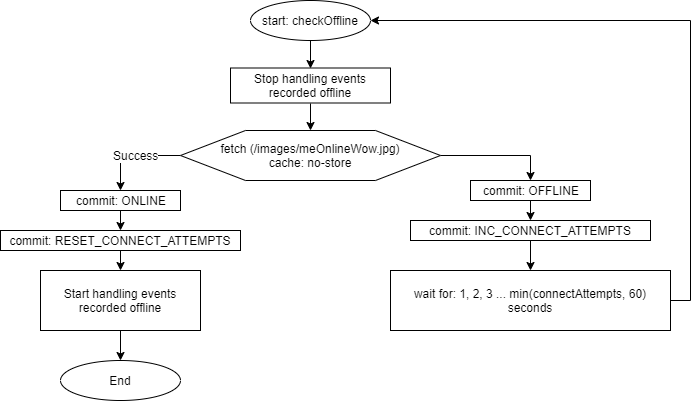 start: checkOffline
Stop handling events
recorded offline
fetch (/images/meOnlineWow.jpg)
cache: no-store
Success
commit: ONLINE
commit: RESET_CONNECT_ATTEMPTS
Start handling events
recorded offline
End
commit: OFFLINE
commit: INC_CONNECT_ATTEMPTS
wait for: 1, 2, 3 ... min(connectAttempts, 60)
seconds